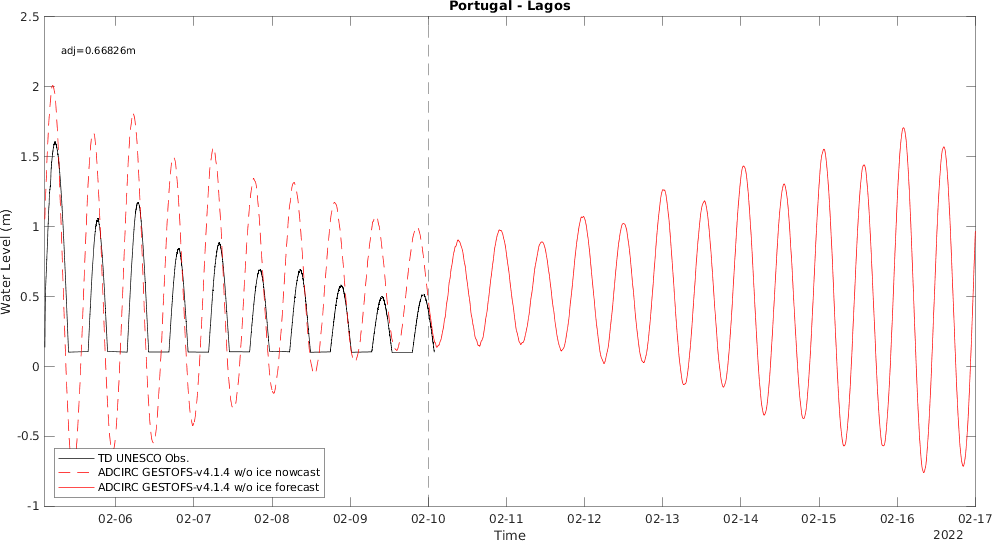 Portugal - Lagos
adj=0.66826m
Water Level (m)
2.5
2
1.5
1
0.5
0
-0.5
-1
TD UNESCO Obs.
ADCIRC GESTOFS-v4.1.4 w/o ice nowcast
ADCIRC GESTOFS-v4.1.4 w/o ice forecast
02-06 02-07 02-08 02-09 02-10 02-11 02-12 02-13 02-14 02-15 02-16 02-17
Time
2022